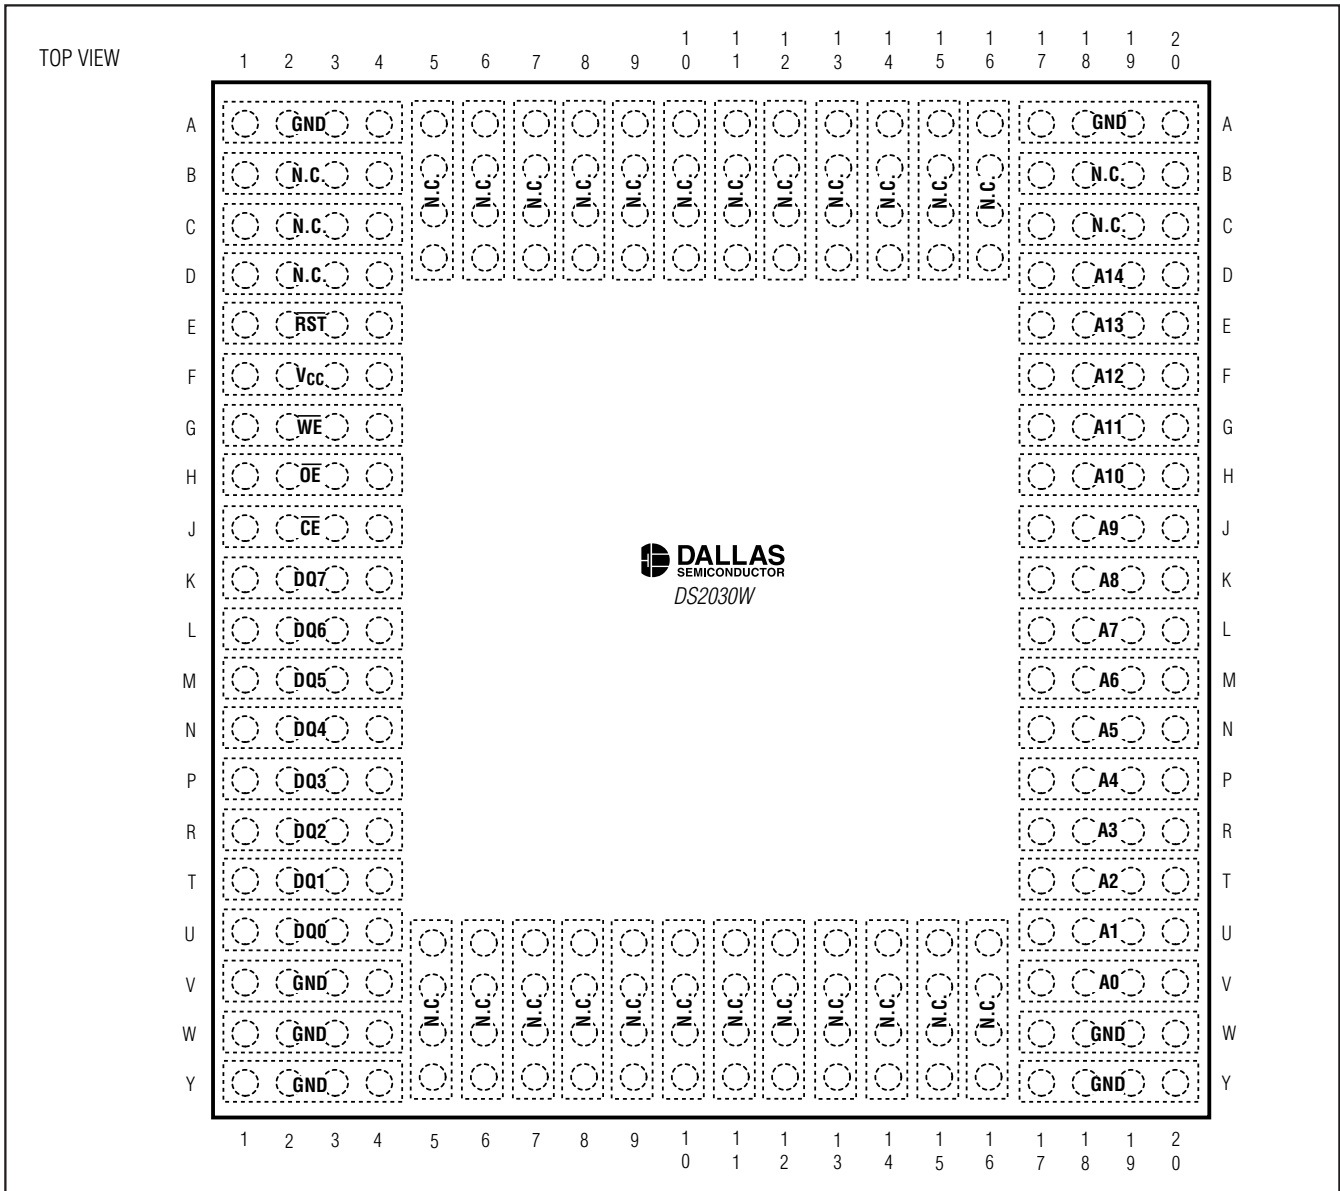 TOP VIEW
1 2 3 4 5 6 7 8 9 10 11 12 13 14 15 16 17 18 19 20
A GND N.C. N.C. N.C. N.C. N.C. N.C. N.C. N.C. N.C. N.C. N.C. N.C. GND A
B N.C. N.C. B
C N.C. N.C. C
D N.C. A14 D
E R̅S̅T̅ A13 E
F VCC A12 F
G W̅E̅ A11 G
H O̅E̅ A10 H
J C̅E̅ A9 J
K DQ7 A8 K
L DQ6 A7 L
M DQ5 A6 M
N DQ4 A5 N
P DQ3 A4 P
R DQ2 A3 R
T DQ1 A2 T
U DQ0 A1 U
V GND N.C. N.C. N.C. N.C. N.C. N.C. N.C. N.C. N.C. N.C. N.C. N.C. A0 V
W GND GND W
Y GND GND Y
DALLAS
SEMICONDUCTOR
DS2030W
1 2 3 4 5 6 7 8 9 10 11 12 13 14 15 16 17 18 19 20